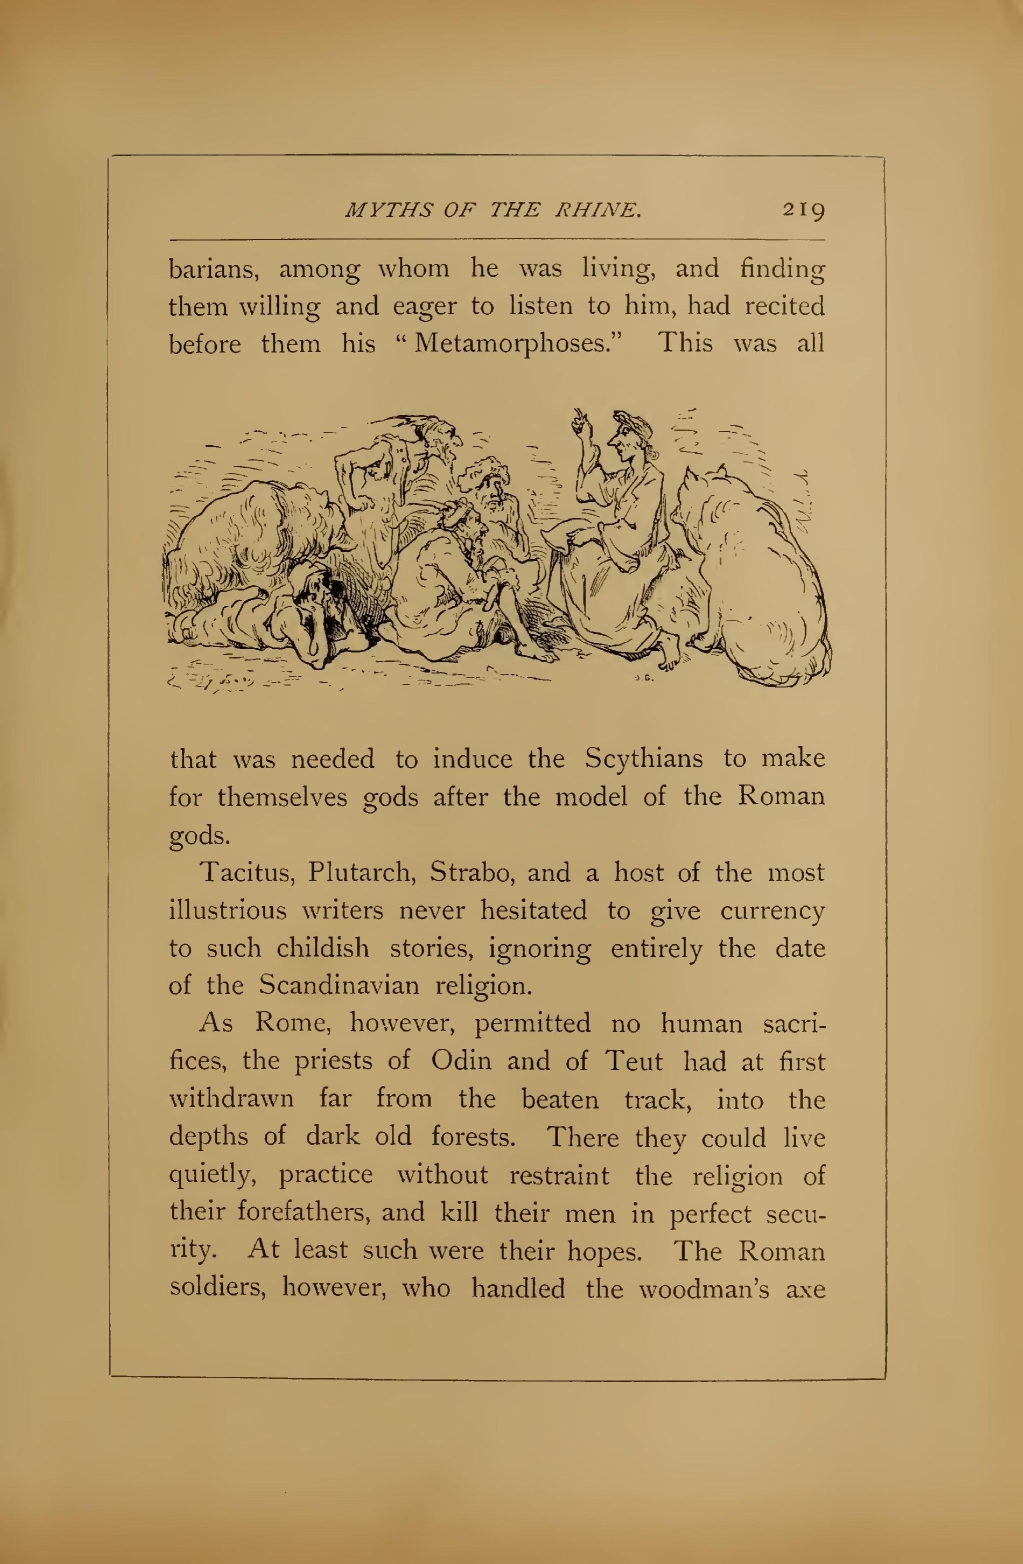 MYTHS OF THE RHINE. 219
barians, among whom he was living, and finding
them willing and eager to listen to him, had recited
before them his “ Metamorphoses.” This was all
G.
that was needed to induce the Scythians to make
for themselves gods after the model of the Roman
gods.
Tacitus, Plutarch, Strabo, and a host of the most
illustrious writers never hesitated to give currency
to such childish stories, ignoring entirely the date
of the Scandinavian religion.
As Rome, however, permitted no human sacri-
fices, the priests of Odin and of Teut had at first
withdrawn far from the beaten track, into the
depths of dark old forests. There they could live
quietly, practice without restraint the religion of
their forefathers, and kill their men in perfect secu-
rity. At least such were their hopes. The Roman
soldiers, however, who handled the woodman’s axe